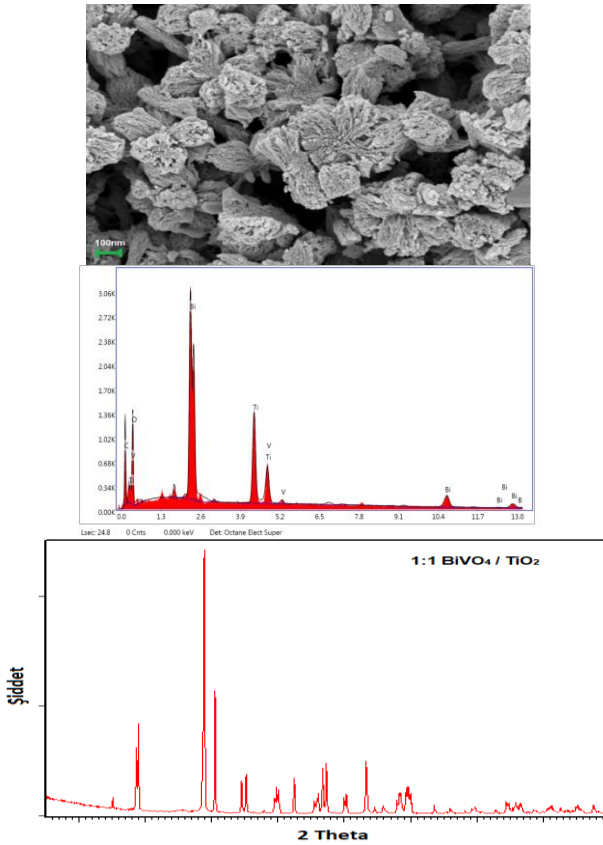 100nm
3.06K
2.72K
2.38K
2.04K
1.70K
1.36K
1.02K
0.68K
0.34K
0.00K
Bi
O
C
V
Ti
Ti
V
Ti
V
Bi
Bi
Bi
Bi
B
0.0 1.3 2.6 3.9 5.2 6.5 7.8 9.1 10.4 11.7 13.0
Lsec: 24.8 0 Cnts 0.000 keV Det: Octane Elect Super
1:1 BiVO₄ / TiO₂
Şiddet
2 Theta